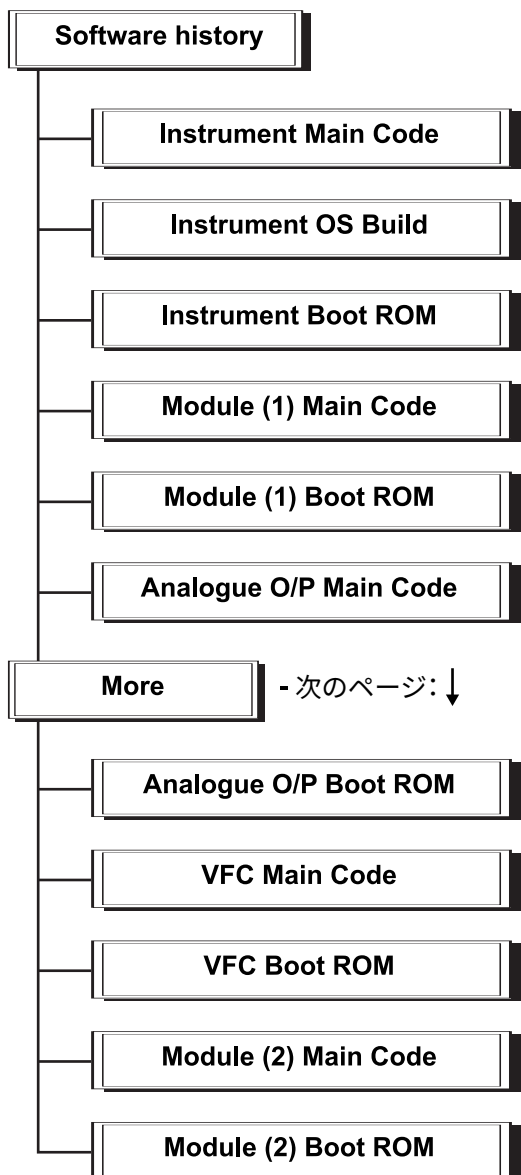 Software history
Instrument Main Code
Instrument OS Build
Instrument Boot ROM
Module (1) Main Code
Module (1) Boot ROM
Analogue O/P Main Code
More - 次のページ:↓
Analogue O/P Boot ROM
VFC Main Code
VFC Boot ROM
Module (2) Main Code
Module (2) Boot ROM